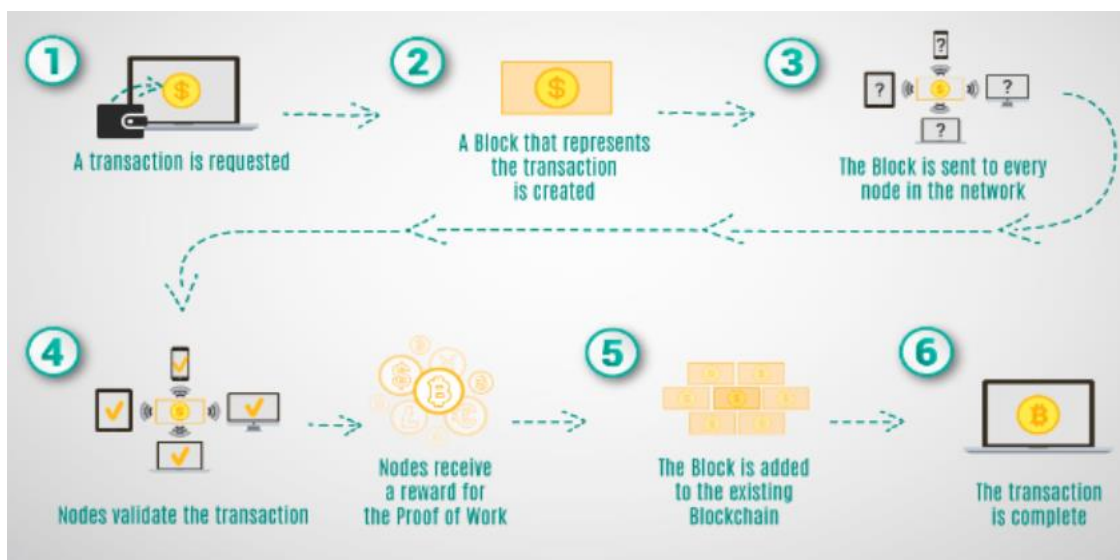 1
A transaction is requested
2
A Block that represents
the transaction
is created
3
?
?
?
?
The Block is sent to every
node in the network
4
Nodes validate the transaction
Nodes receive
a reward for
the Proof of Work
5
The Block is added
to the existing
Blockchain
6
The transaction
is complete